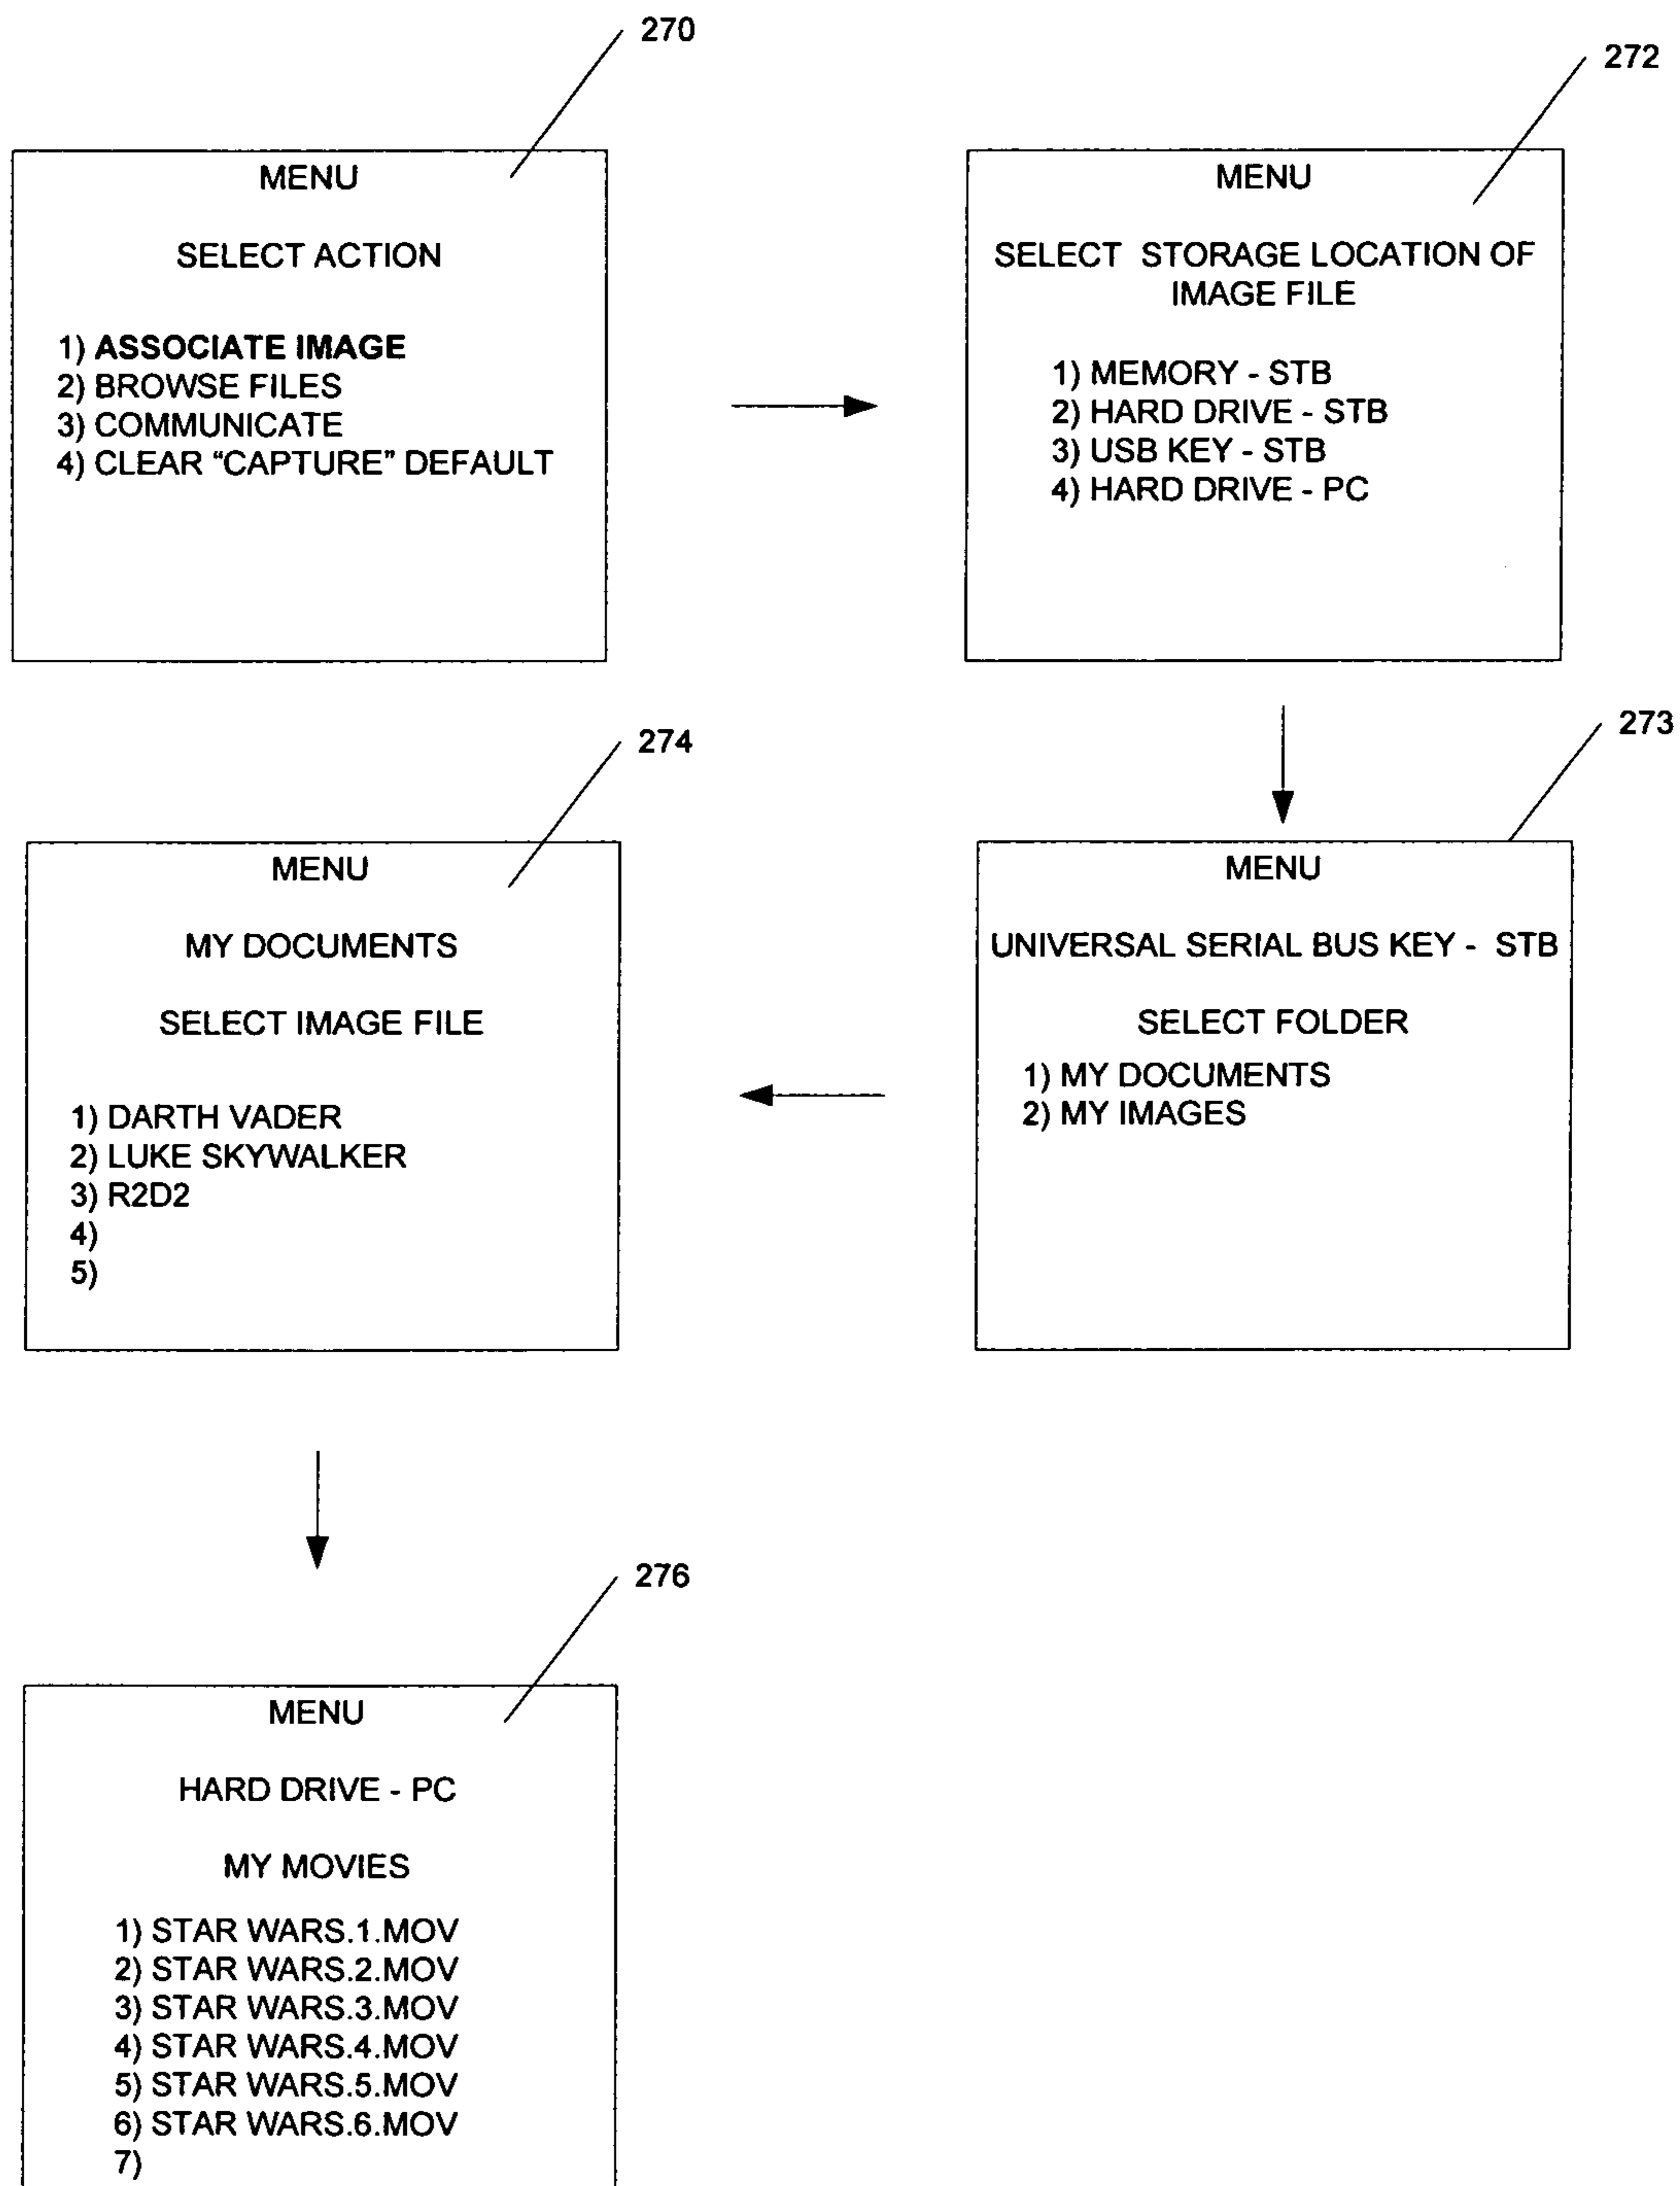 270
MENU
SELECT ACTION
1) ASSOCIATE IMAGE
2) BROWSE FILES
3) COMMUNICATE
4) CLEAR “CAPTURE” DEFAULT
272
MENU
SELECT STORAGE LOCATION OF
IMAGE FILE
1) MEMORY - STB
2) HARD DRIVE - STB
3) USB KEY - STB
4) HARD DRIVE - PC
273
MENU
UNIVERSAL SERIAL BUS KEY - STB
SELECT FOLDER
1) MY DOCUMENTS
2) MY IMAGES
274
MENU
MY DOCUMENTS
SELECT IMAGE FILE
1) DARTH VADER
2) LUKE SKYWALKER
3) R2D2
4)
5)
276
MENU
HARD DRIVE - PC
MY MOVIES
1) STAR WARS.1.MOV
2) STAR WARS.2.MOV
3) STAR WARS.3.MOV
4) STAR WARS.4.MOV
5) STAR WARS.5.MOV
6) STAR WARS.6.MOV
7)